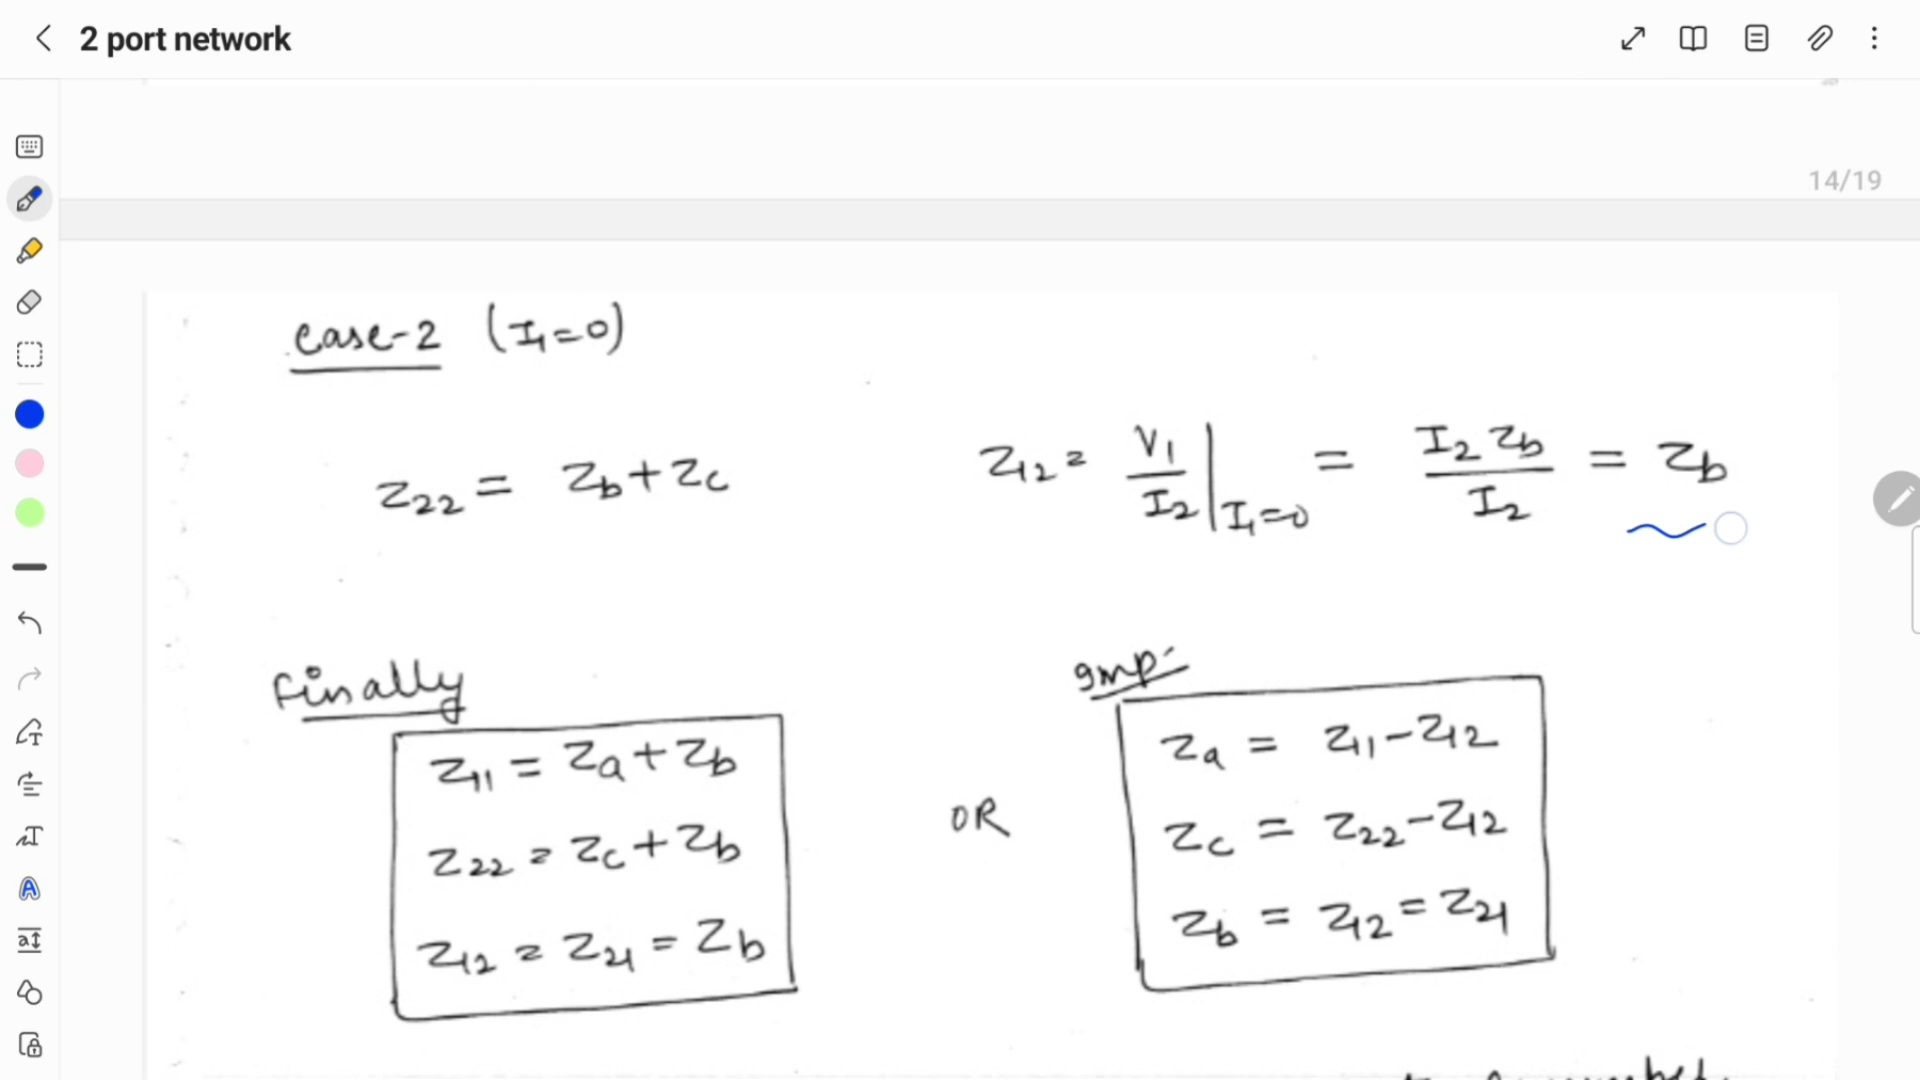 2 port network
14/19
Case-2 (I1=0)
Z22 = Zb+Zc
Z12 = V1/I2 | I1=0 = I2 Zb/I2 = Zb
Finally
Z11 = Za+Zb
Z22 = Zc+Zb
Z12 = Z21 = Zb
OR
Imp:
Za = Z11-Z12
Zc = Z22-Z12
Zb = Z12 = Z21